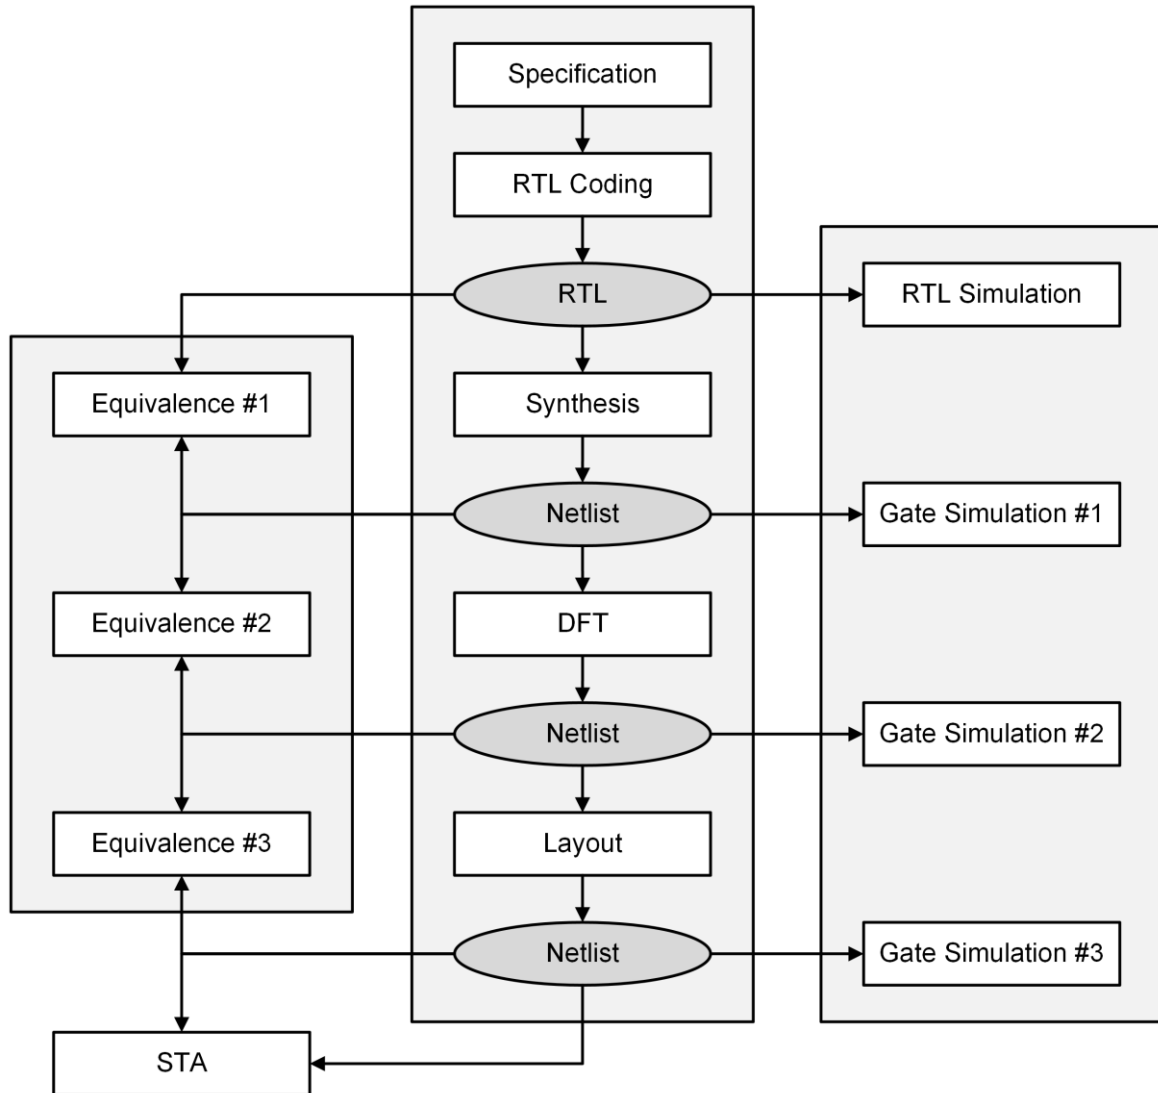 Specification
RTL Coding
RTL
RTL Simulation
Equivalence #1
Synthesis
Netlist
Gate Simulation #1
Equivalence #2
DFT
Netlist
Gate Simulation #2
Equivalence #3
Layout
Netlist
Gate Simulation #3
STA